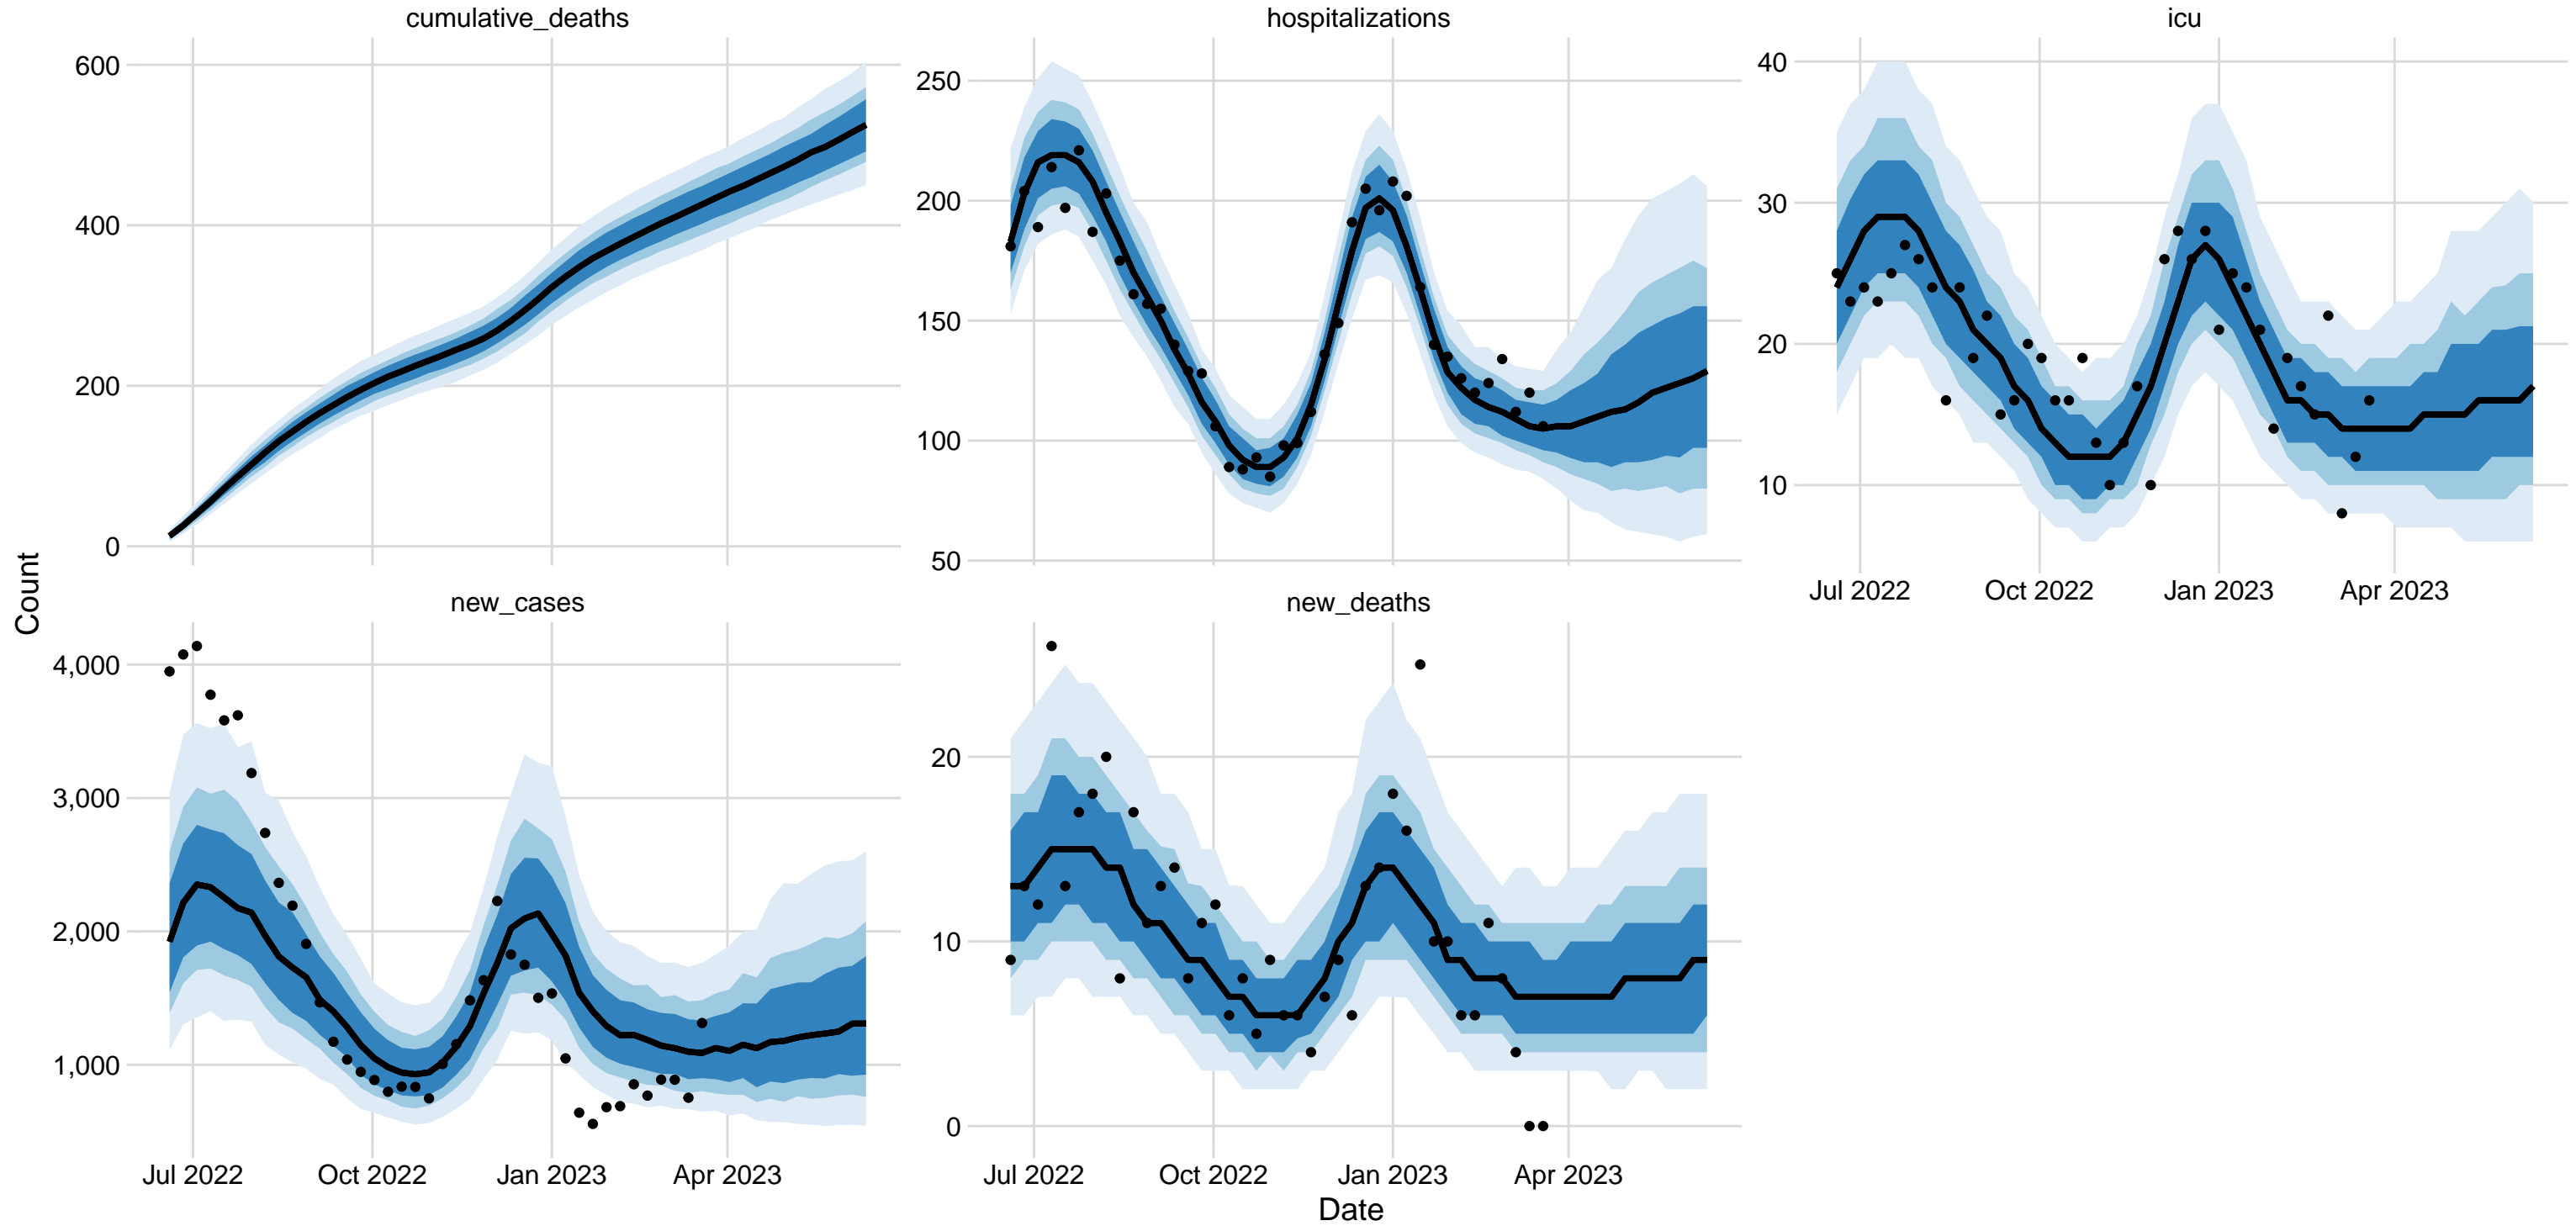 cumulative_deaths
600
400
200
0
hospitalizations
250
200
150
100
50
icu
40
30
20
10
Jul 2022 Oct 2022 Jan 2023 Apr 2023
Count
new_cases
4,000
3,000
2,000
1,000
Jul 2022 Oct 2022 Jan 2023 Apr 2023
new_deaths
20
10
0
Jul 2022 Oct 2022 Jan 2023 Apr 2023
Date